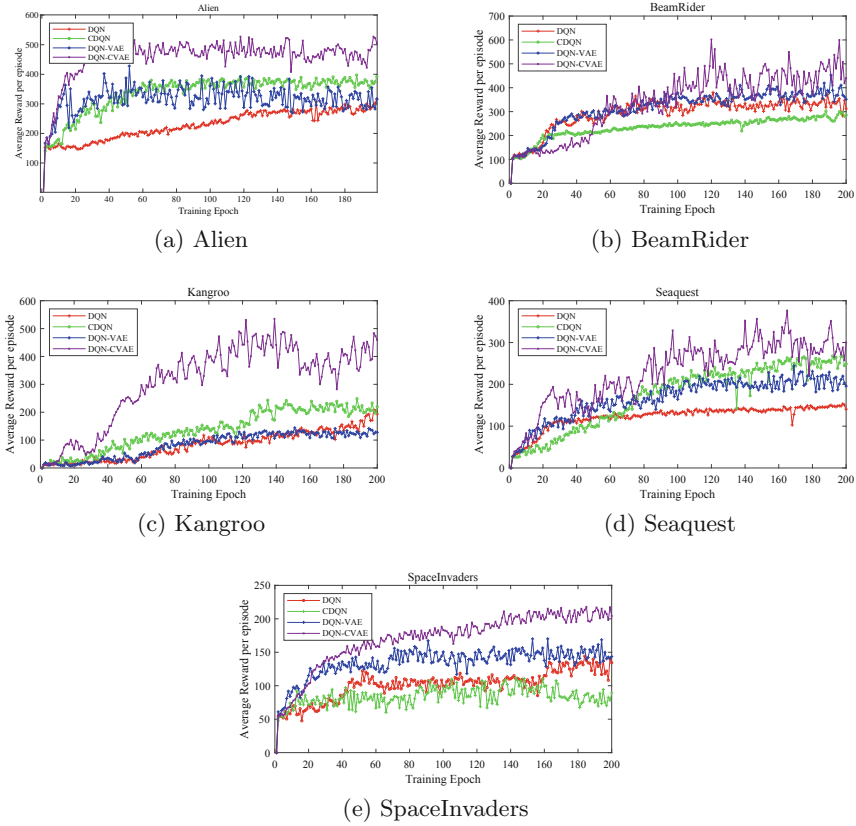 Alien
Average Reward per episode
600
500
400
300
200
100
DQN
CDQN
DQN-VAE
DQN-CVAE
0 20 40 60 80 100 120 140 160 180
Training Epoch
(a) Alien
BeamRider
Average Reward per episode
700
600
500
400
300
200
100
0
DQN
CDQN
DQN-VAE
DQN-CVAE
0 20 40 60 80 100 120 140 160 180 200
Training Epoch
(b) BeamRider
Kangroo
Average Reward per episode
600
500
400
300
200
100
0
DQN
CDQN
DQN-VAE
DQN-CVAE
0 20 40 60 80 100 120 140 160 180 200
Training Epoch
(c) Kangroo
Seaquest
Average Reward per episode
400
300
200
100
0
DQN
CDQN
DQN-VAE
DQN-CVAE
0 20 40 60 80 100 120 140 160 180 200
Training Epoch
(d) Seaquest
SpaceInvaders
Average Reward per episode
250
200
150
100
50
0
DQN
CDQN
DQN-VAE
DQN-CVAE
0 20 40 60 80 100 120 140 160 180 200
Training Epoch
(e) SpaceInvaders